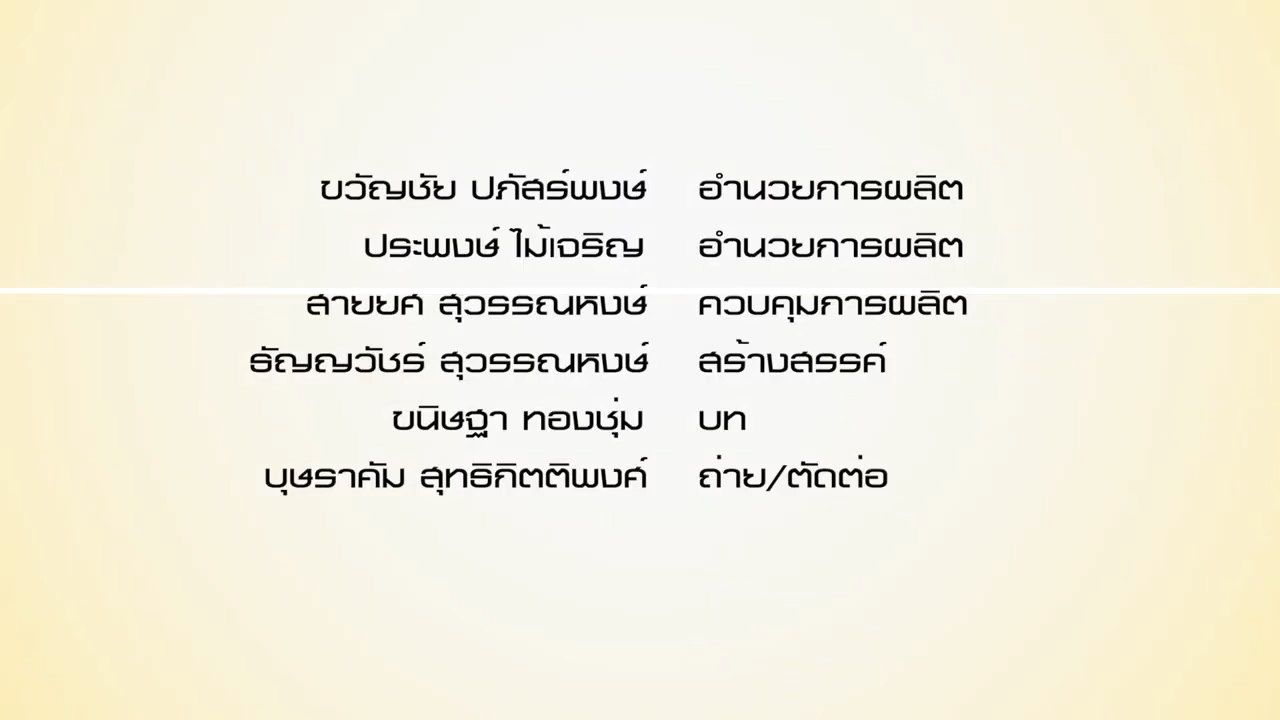 ขวัญชัย ปภัสร์พงษ์ อำนวยการผลิต
ประพงษ์ ไม้เจริญ อำนวยการผลิต
สายยศ สุวรรณหงษ์ ควบคุมการผลิต
ธัญญวัชร์ สุวรรณหงษ์ สร้างสรรค์
ขนิษฐา ทองชุ่ม บท
บุษราคัม สุทธิกิตติพงศ์ ถ่าย/ตัดต่อ